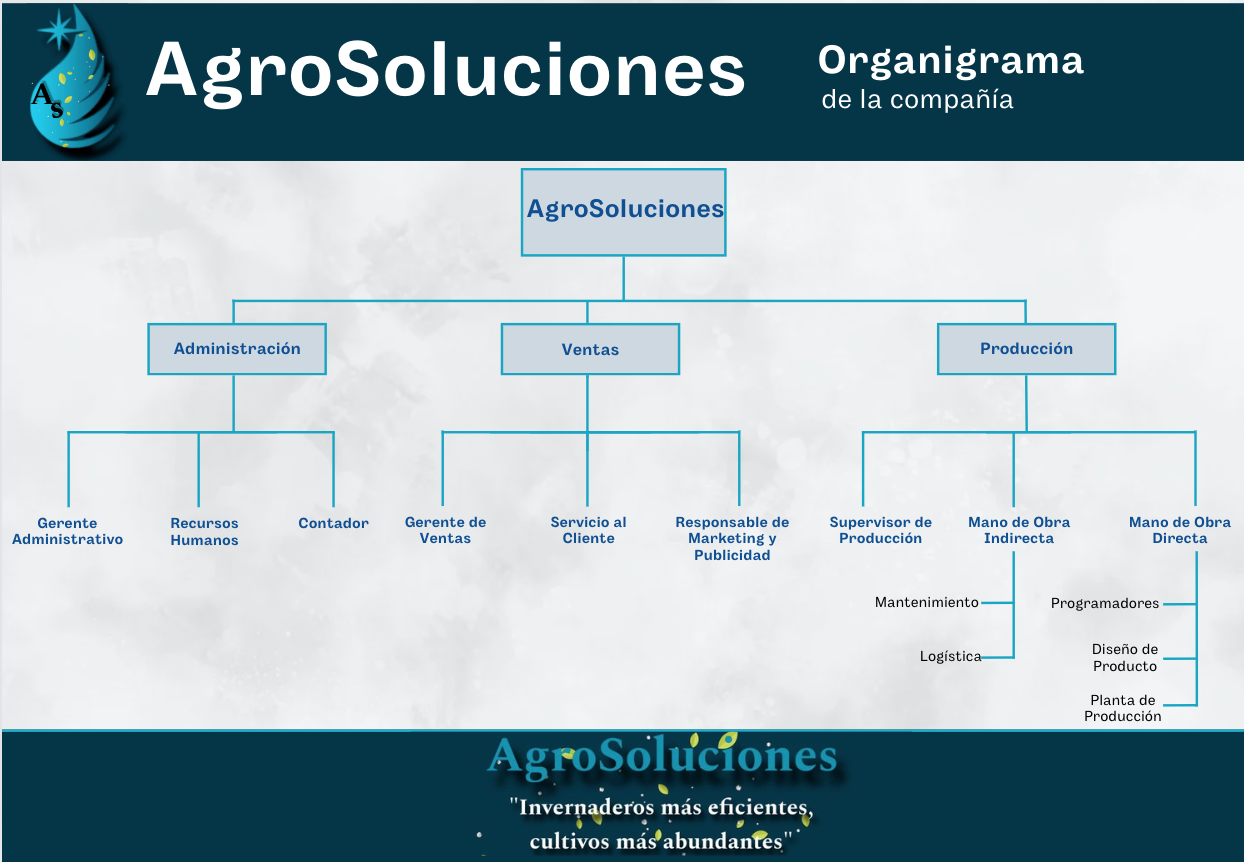 AgroSoluciones
Organigrama
de la compañía
AS
AgroSoluciones
Administración
Ventas
Producción
Gerente
Administrativo
Recursos
Humanos
Contador
Gerente de
Ventas
Servicio al
Cliente
Responsable de
Marketing y
Publicidad
Supervisor de
Producción
Mano de Obra
Indirecta
Mano de Obra
Directa
Mantenimiento
Logística
Programadores
Diseño de
Producto
Planta de
Producción
AgroSoluciones
"Invernaderos más eficientes,
cultivos más abundantes"